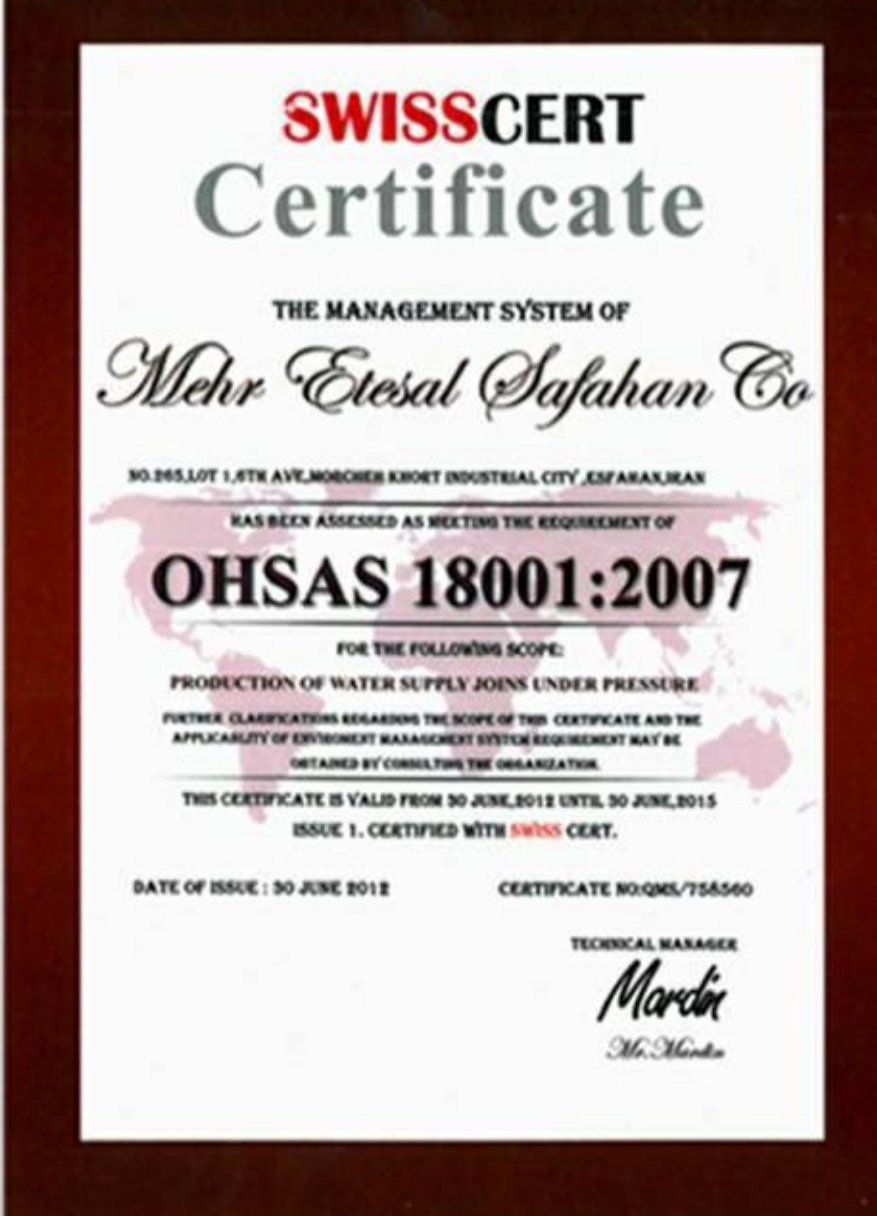 SWISSCERT
Certificate
THE MANAGEMENT SYSTEM OF
Mehr Etesal Safahan Co
NO.265,LOT 1,6TH AVE,MORCHEH KHORT INDUSTRIAL CITY ,ESFAHAN,IRAN
HAS BEEN ASSESSED AS MEETING THE REQUIREMENT OF
OHSAS 18001:2007
FOR THE FOLLOWING SCOPE:
PRODUCTION OF WATER SUPPLY JOINS UNDER PRESSURE
FURTHER CLARIFICATIONS REGARDING THE SCOPE OF THIS CERTIFICATE AND THE
APPLICABLITY OF ENVIROMENT MANAGEMENT SYSTEM REQUIREMENT MAY BE
OBTAINED BY CONSULTING THE ORGANIZATION.
THIS CERTIFICATE IS VALID FROM 30 JUNE,2012 UNTIL 30 JUNE,2015
ISSUE 1. CERTIFIED WITH SWISS CERT.
DATE OF ISSUE : 30 JUNE 2012
CERTIFICATE NO:QMS/758560
TECHNICAL MANAGER
Mardin
Mr.Mardin